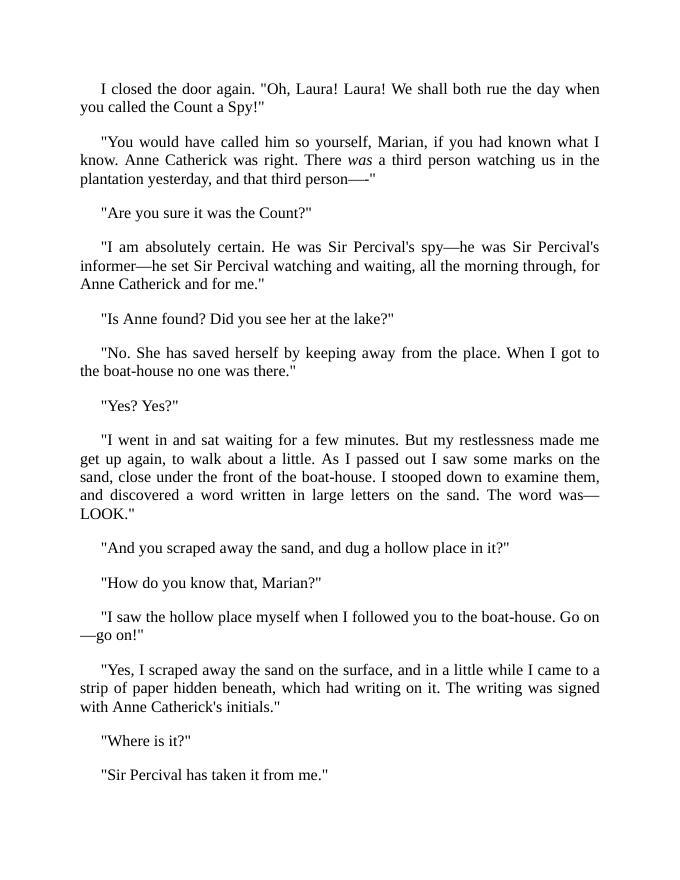 I closed the door again. "Oh, Laura! Laura! We shall both rue the day when
you called the Count a Spy!"
"You would have called him so yourself, Marian, if you had known what I
know. Anne Catherick was right. There was a third person watching us in the
plantation yesterday, and that third person—-"
"Are you sure it was the Count?"
"I am absolutely certain. He was Sir Percival's spy—he was Sir Percival's
informer—he set Sir Percival watching and waiting, all the morning through, for
Anne Catherick and for me."
"Is Anne found? Did you see her at the lake?"
"No. She has saved herself by keeping away from the place. When I got to
the boat-house no one was there."
"Yes? Yes?"
"I went in and sat waiting for a few minutes. But my restlessness made me
get up again, to walk about a little. As I passed out I saw some marks on the
sand, close under the front of the boat-house. I stooped down to examine them,
and discovered a word written in large letters on the sand. The word was—
LOOK."
"And you scraped away the sand, and dug a hollow place in it?"
"How do you know that, Marian?"
"I saw the hollow place myself when I followed you to the boat-house. Go on
—go on!"
"Yes, I scraped away the sand on the surface, and in a little while I came to a
strip of paper hidden beneath, which had writing on it. The writing was signed
with Anne Catherick's initials."
"Where is it?"
"Sir Percival has taken it from me."